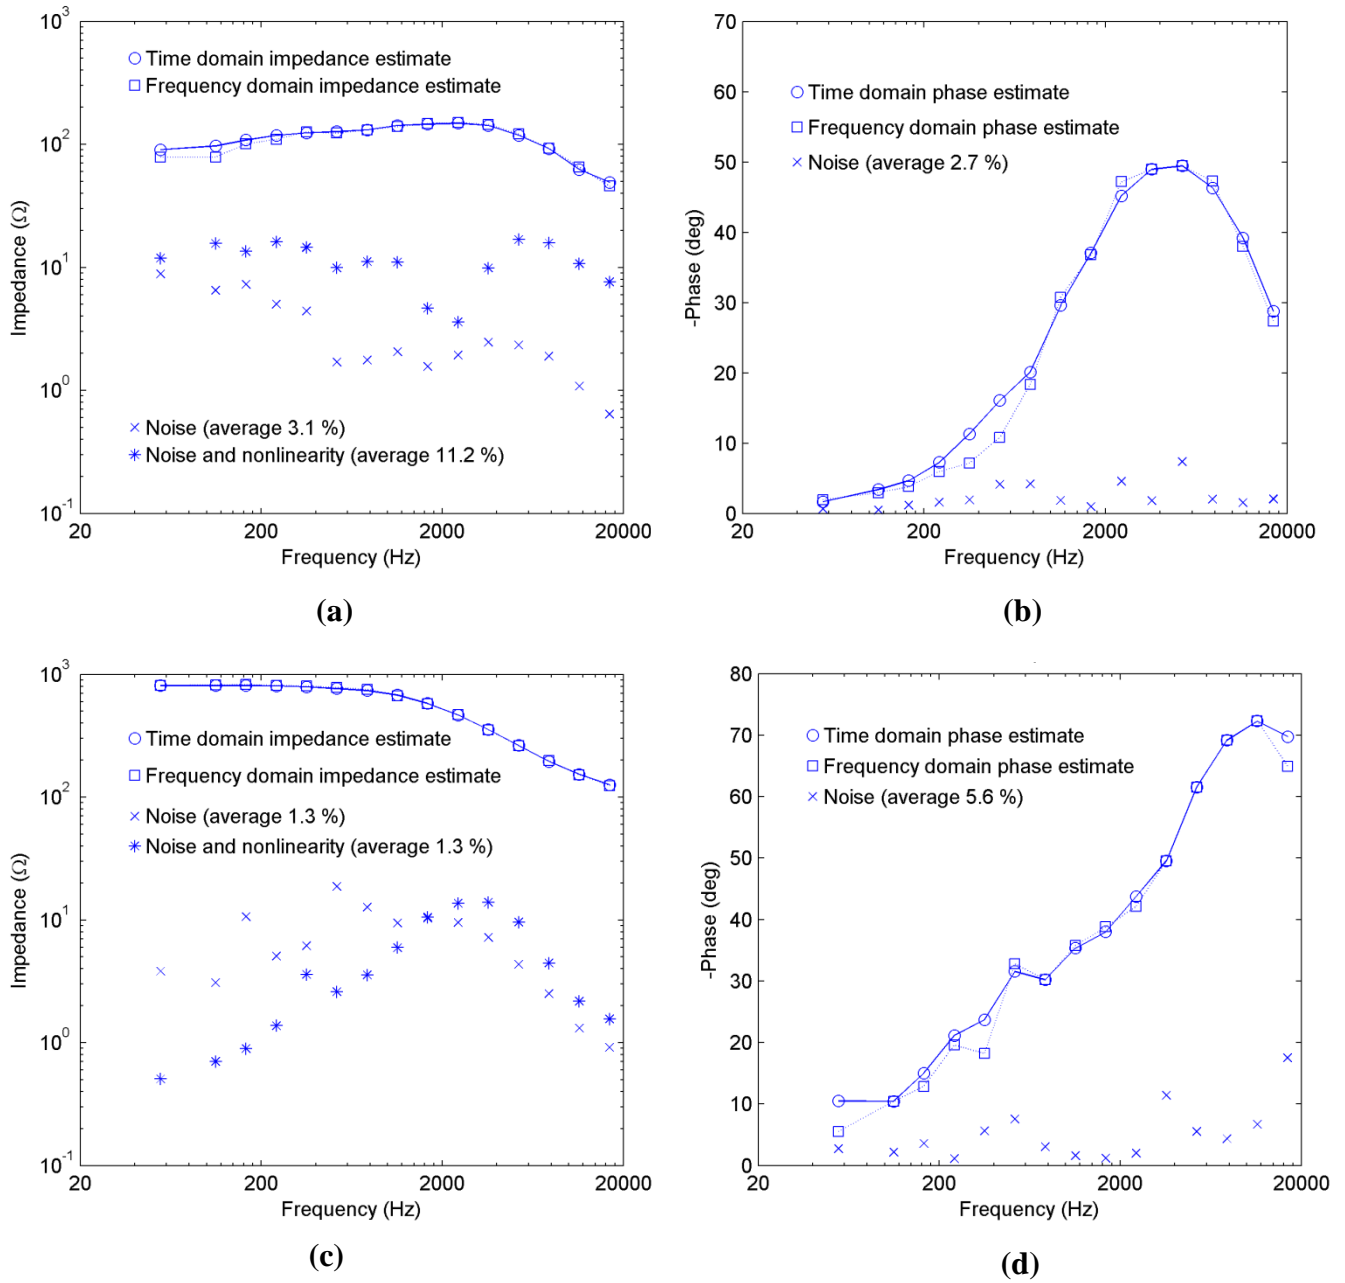 10^3
10^2
10^1
10^0
10^-1
Impedance (Ω)
Time domain impedance estimate
Frequency domain impedance estimate
Noise (average 3.1 %)
Noise and nonlinearity (average 11.2 %)
20 200 2000 20000
Frequency (Hz)
(a)
70
60
50
40
30
20
10
0
-Phase (deg)
Time domain phase estimate
Frequency domain phase estimate
Noise (average 2.7 %)
20 200 2000 20000
Frequency (Hz)
(b)
10^3
10^2
10^1
10^0
10^-1
Impedance (Ω)
Time domain impedance estimate
Frequency domain impedance estimate
Noise (average 1.3 %)
Noise and nonlinearity (average 1.3 %)
20 200 2000 20000
Frequency (Hz)
(c)
80
70
60
50
40
30
20
10
0
-Phase (deg)
Time domain phase estimate
Frequency domain phase estimate
Noise (average 5.6 %)
20 200 2000 20000
Frequency (Hz)
(d)